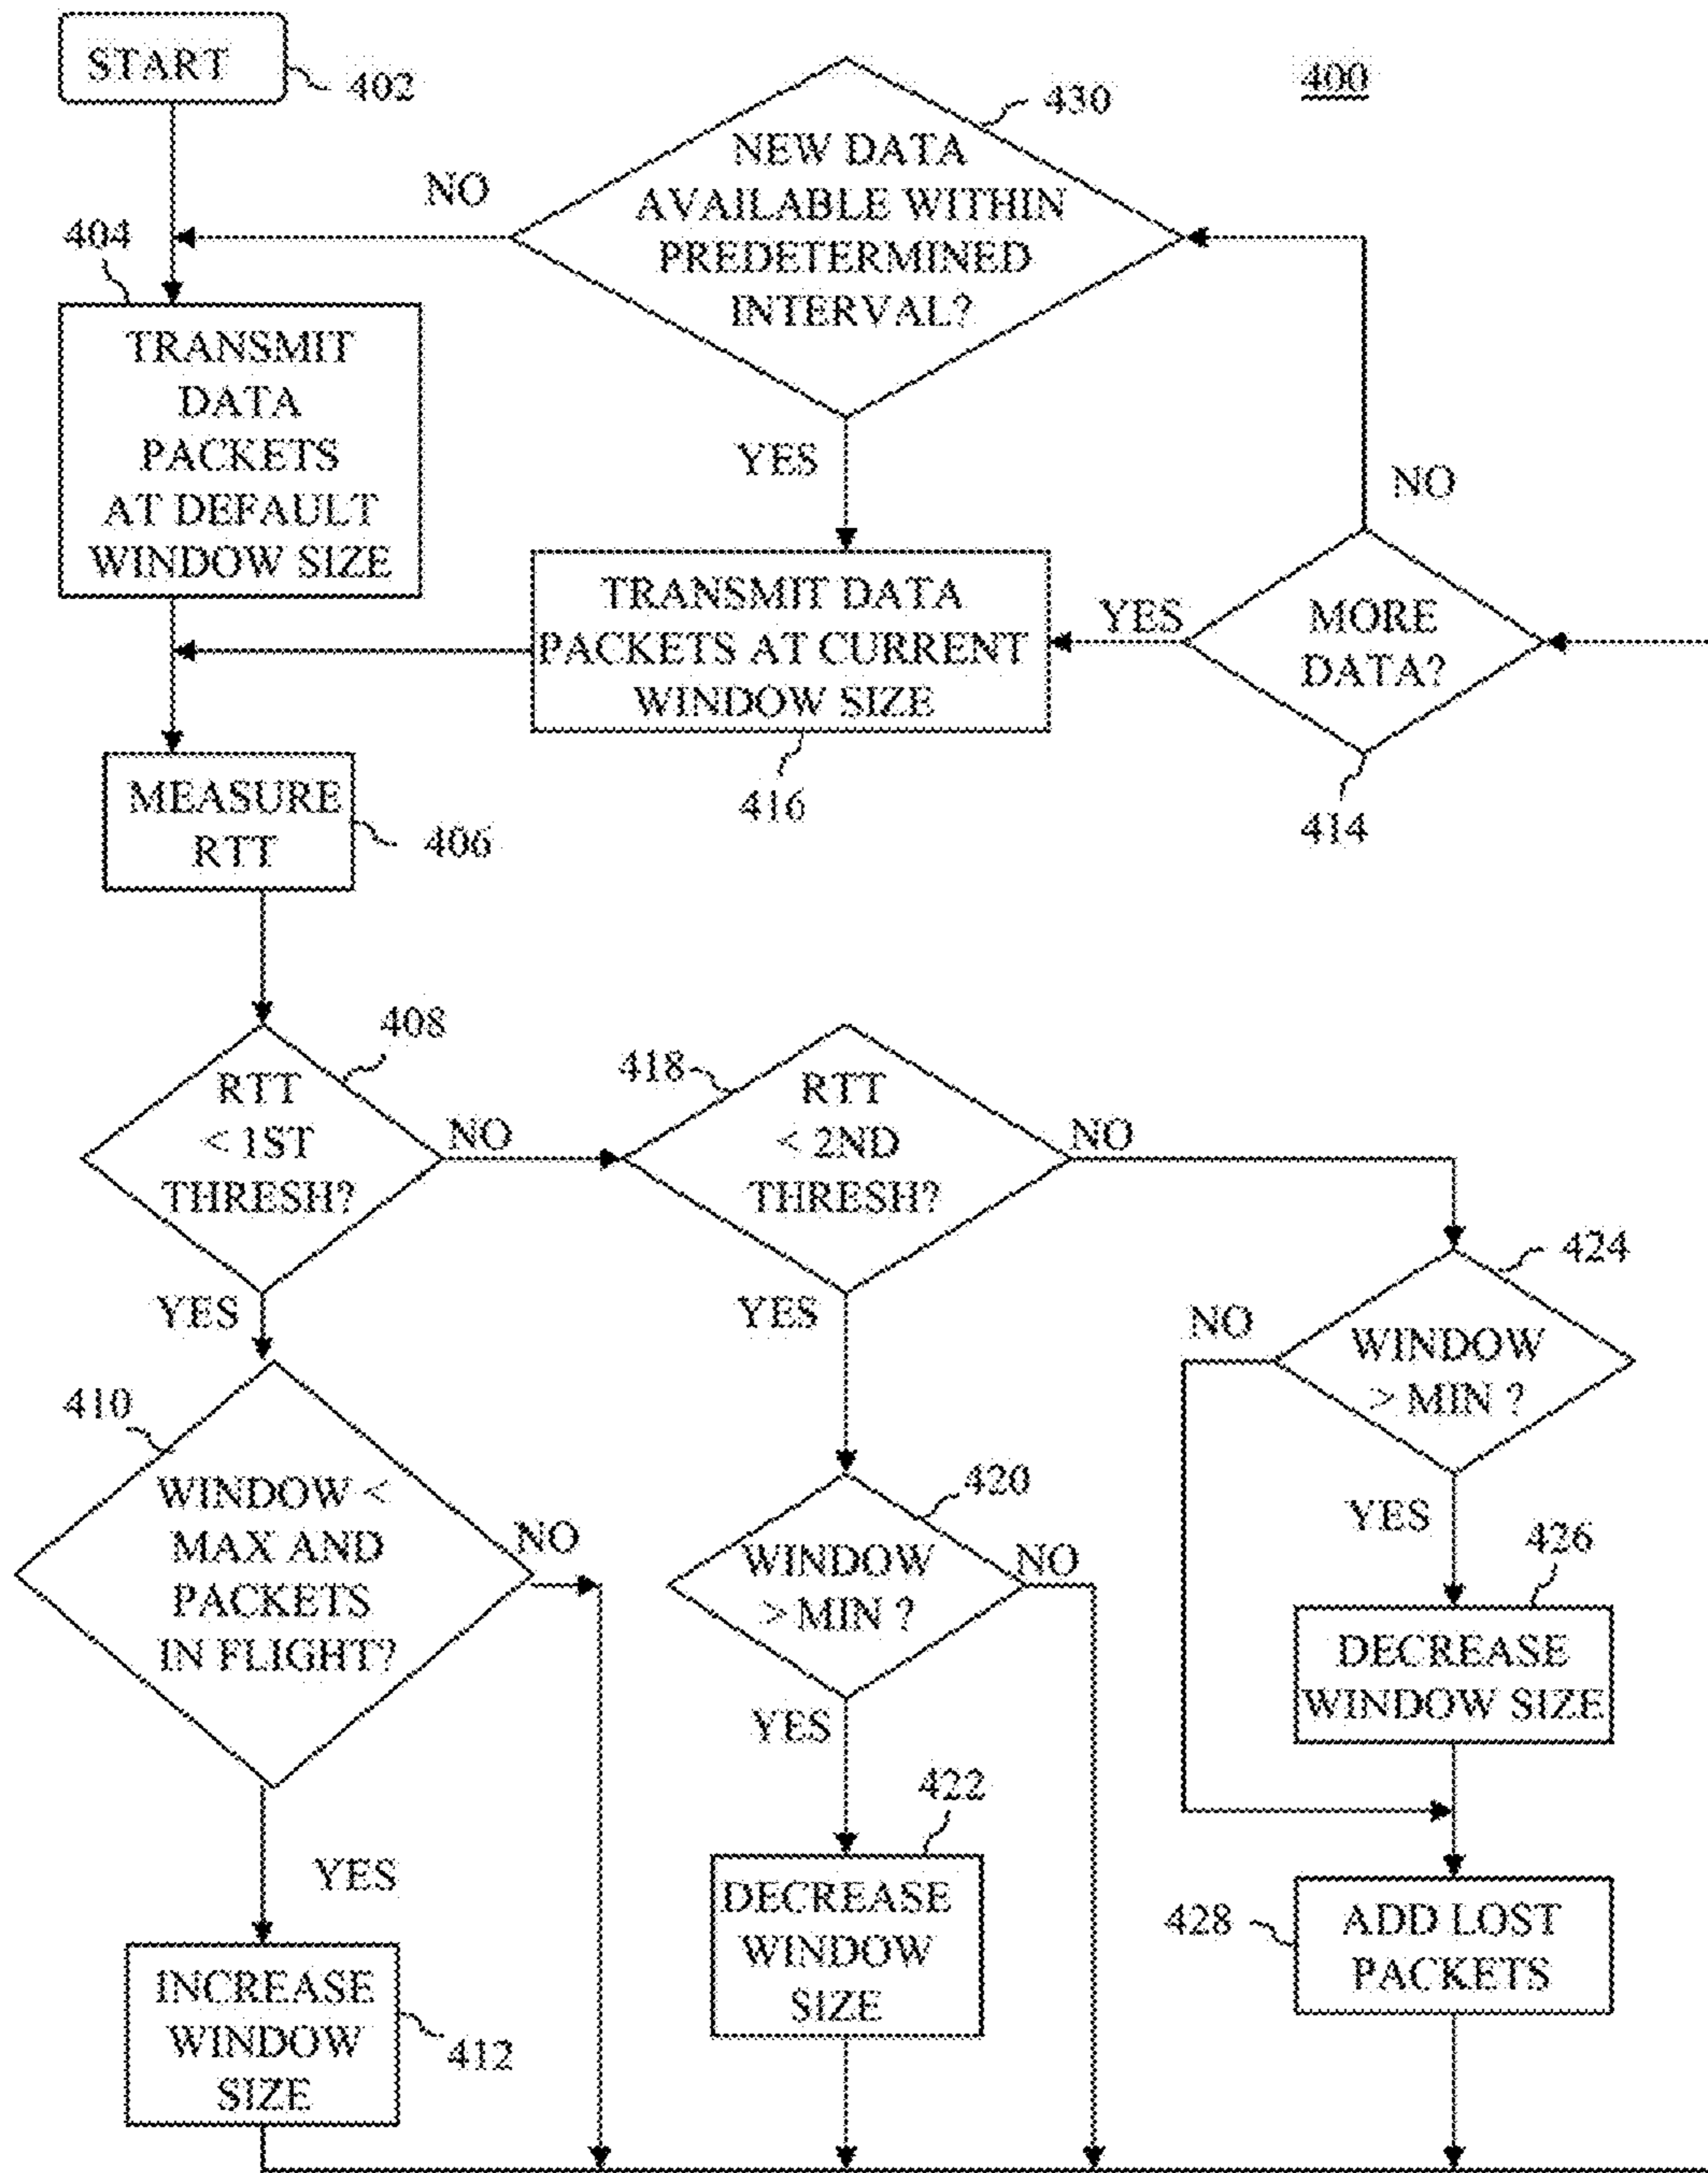 START
402
400
430
NEW DATA
AVAILABLE WITHIN
PREDETERMINED
INTERVAL?
NO
404
TRANSMIT
DATA
PACKETS
AT DEFAULT
WINDOW SIZE
YES
NO
TRANSMIT DATA
PACKETS AT CURRENT
WINDOW SIZE
YES
MORE
DATA?
416
414
MEASURE
RTT
406
408
RTT
< 1ST
THRESH?
NO
418
RTT
< 2ND
THRESH?
NO
YES
YES
424
NO
WINDOW
> MIN ?
410
WINDOW <
MAX AND
PACKETS
IN FLIGHT?
NO
420
WINDOW
> MIN ?
NO
YES
426
DECREASE
WINDOW SIZE
YES
422
DECREASE
WINDOW
SIZE
YES
428
ADD LOST
PACKETS
INCREASE
WINDOW
SIZE
412